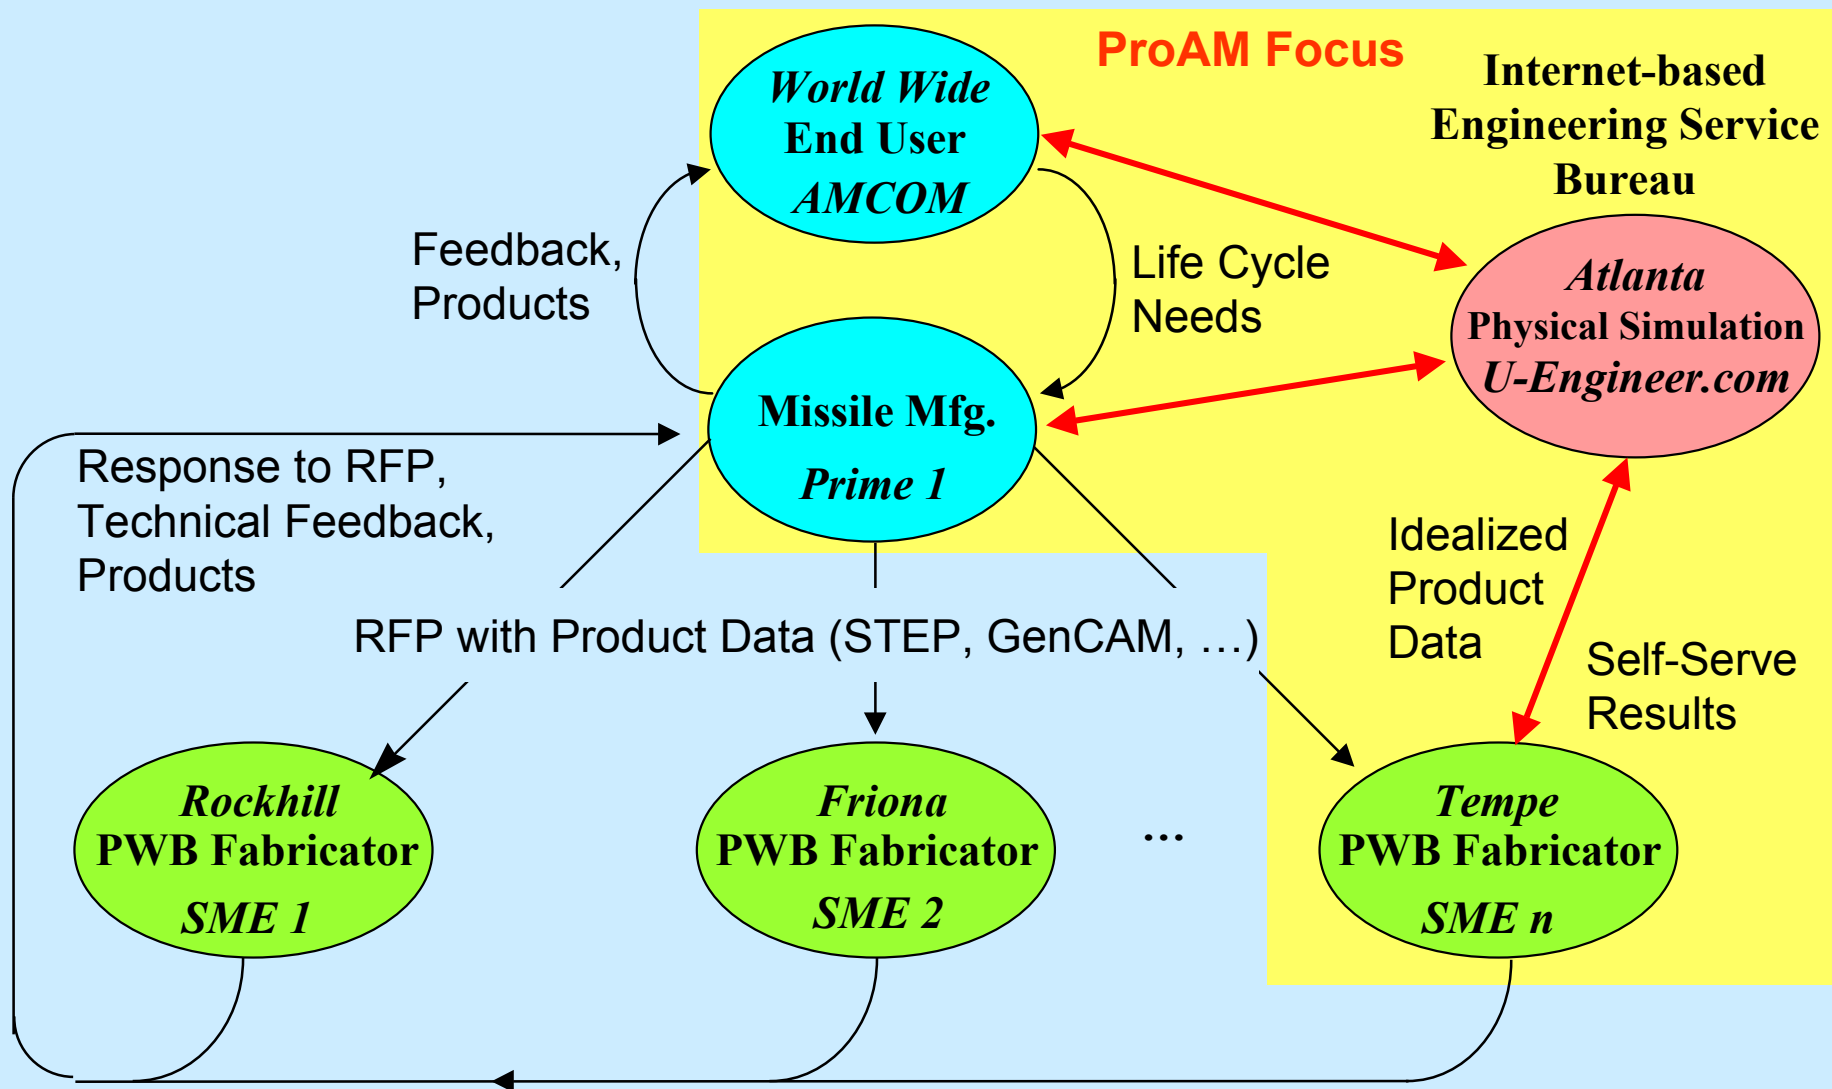 ProAM Focus
World Wide
End User
AMCOM
Internet-based
Engineering Service
Bureau
Feedback,
Products
Life Cycle
Needs
Atlanta
Physical Simulation
U-Engineer.com
Missile Mfg.
Prime 1
Response to RFP,
Technical Feedback,
Products
Idealized
Product
Data
RFP with Product Data (STEP, GenCAM, …)
Self-Serve
Results
Rockhill
PWB Fabricator
SME 1
Friona
PWB Fabricator
SME 2
...
Tempe
PWB Fabricator
SME n